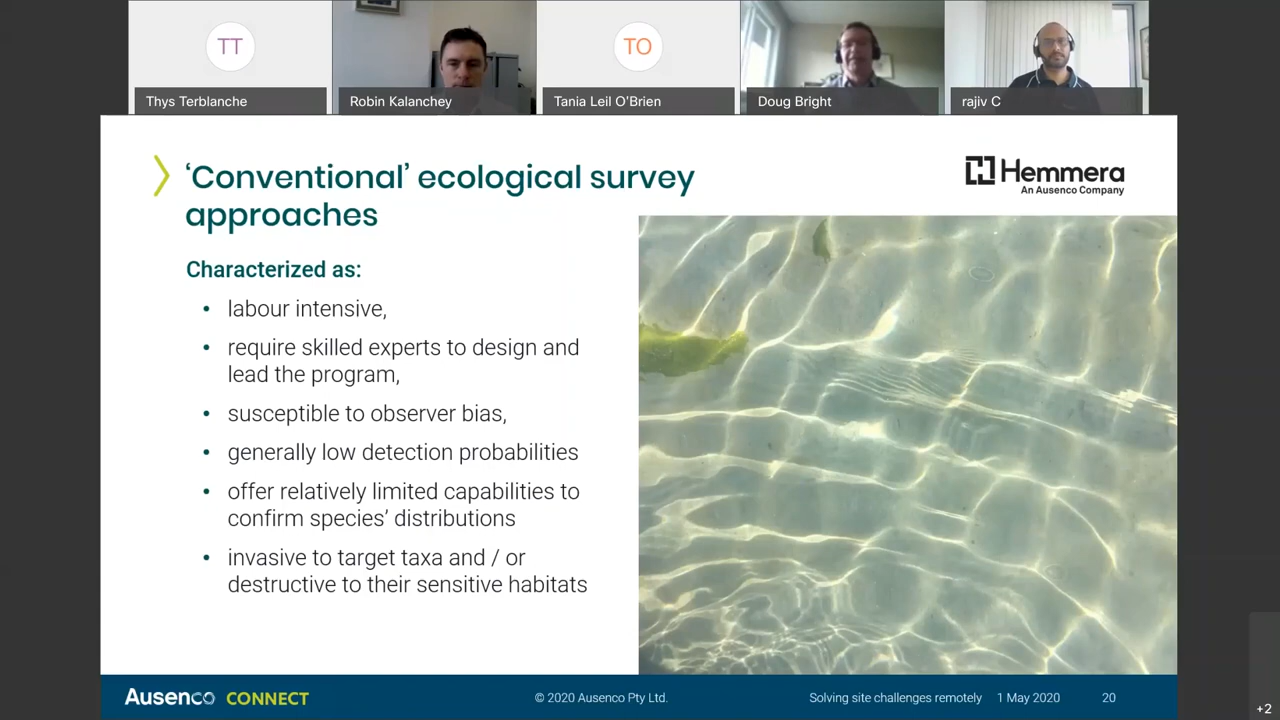 TT
TO
Thys Terblanche
Robin Kalanchey
Tania Leil O'Brien
Doug Bright
rajiv C
‘Conventional’ ecological survey
approaches
Hemmera
An Ausenco Company
Characterized as:
• labour intensive,
• require skilled experts to design and
lead the program,
• susceptible to observer bias,
• generally low detection probabilities
• offer relatively limited capabilities to
confirm species’ distributions
• invasive to target taxa and / or
destructive to their sensitive habitats
Ausenco CONNECT
© 2020 Ausenco Pty Ltd.
Solving site challenges remotely 1 May 2020 20
+2